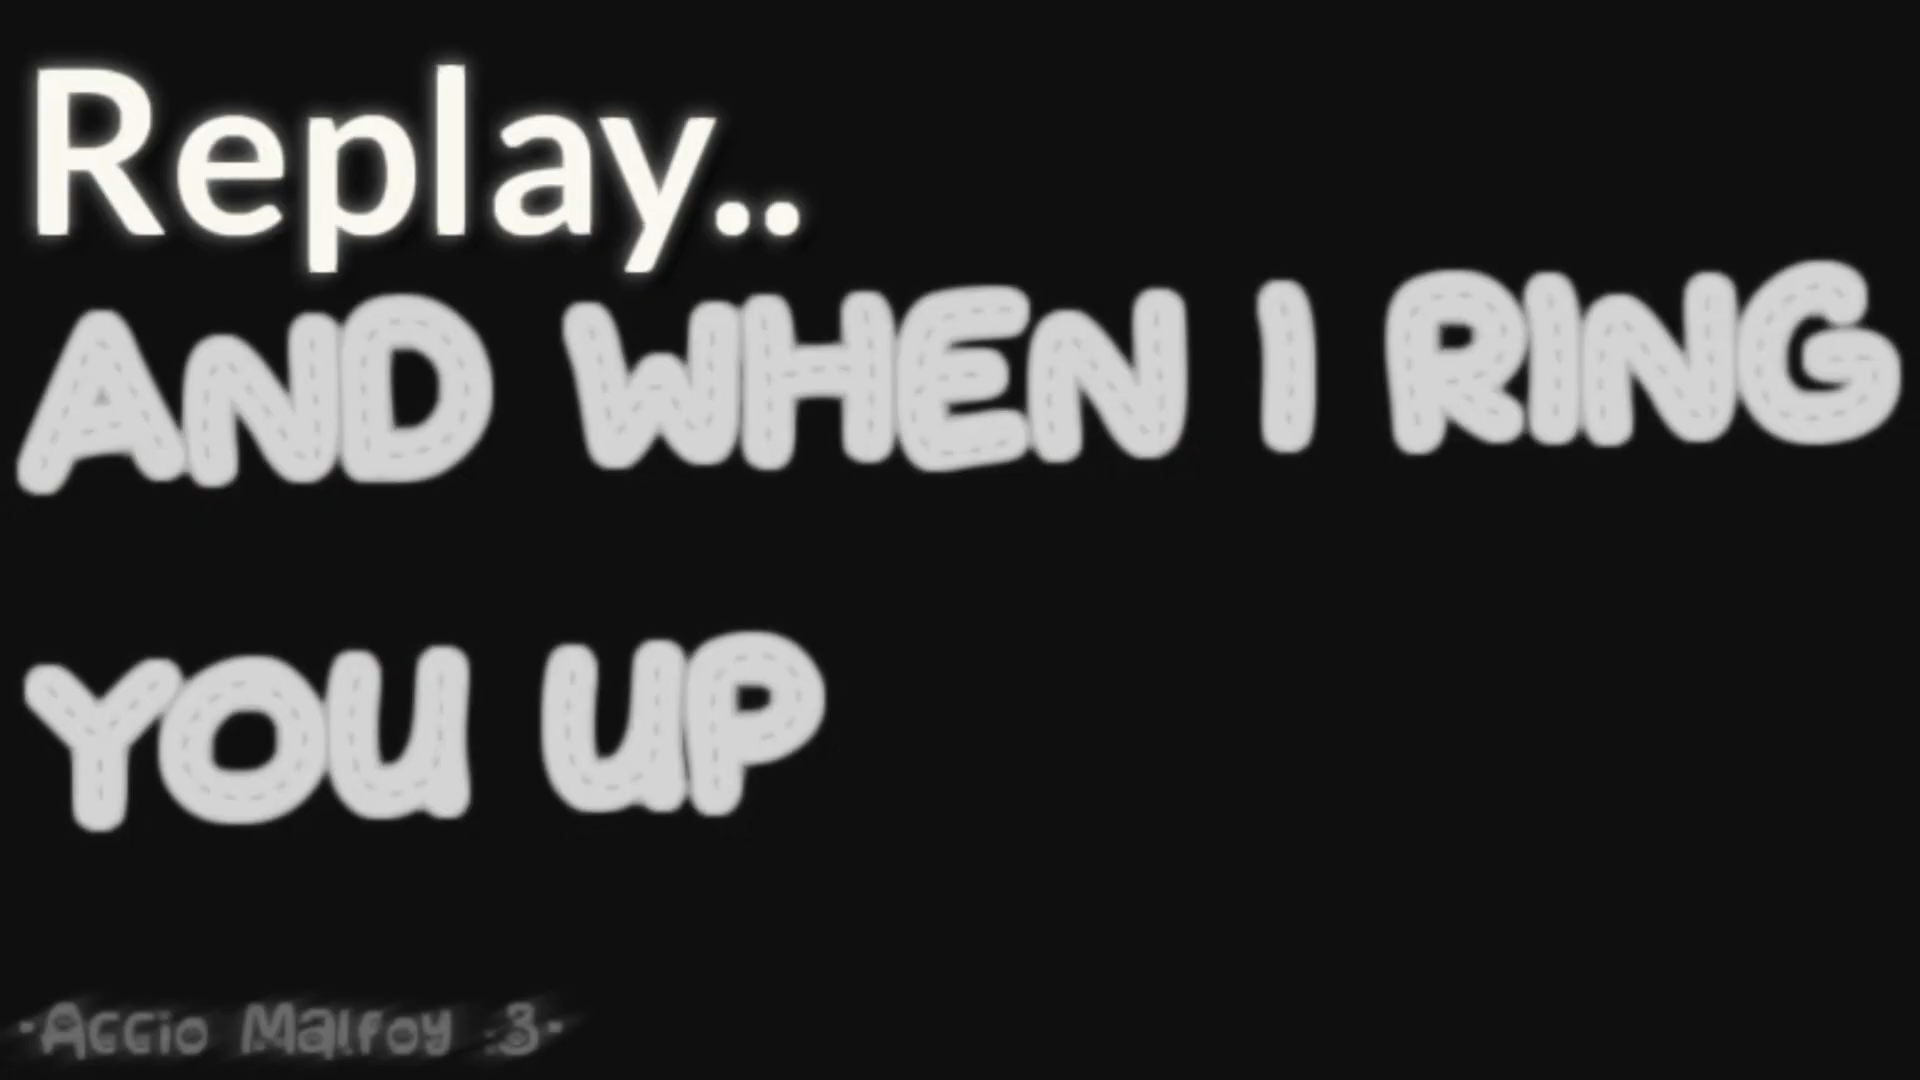 Replay..
AND WHEN I RING
YOU UP
-Accio Malfoy :3-